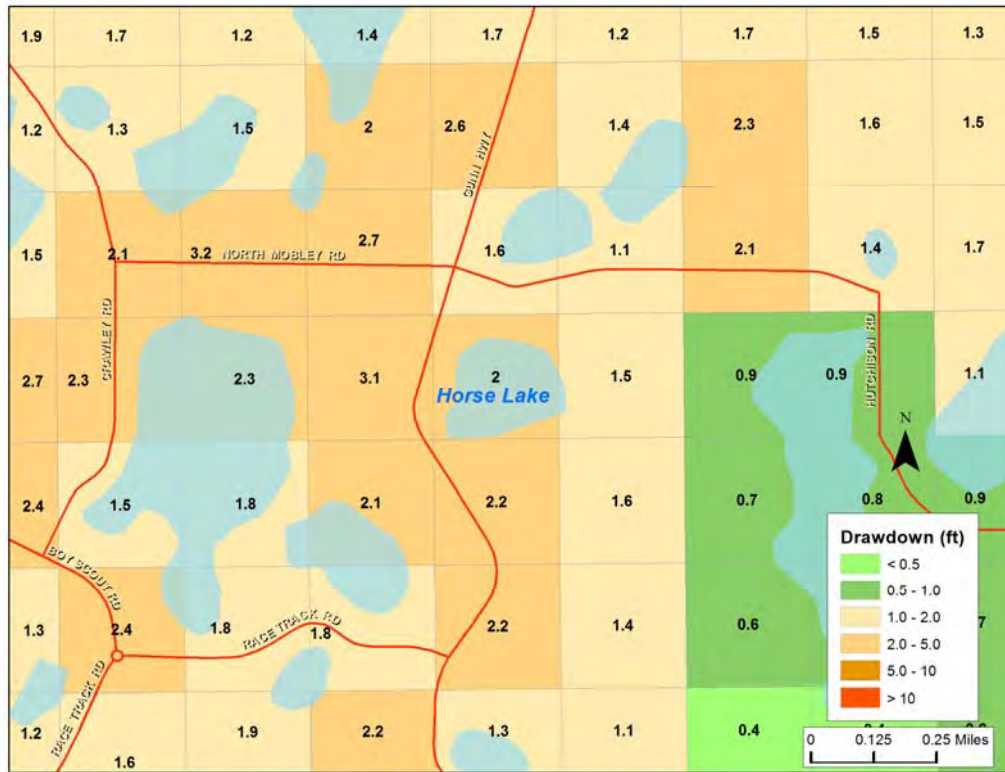 1.9 1.7 1.2 1.4 1.7 1.2 1.7 1.5 1.3
1.2 1.3 1.5 2 2.6 1.4 2.3 1.6 1.5
GUNN HWY
1.5 2.1 3.2 2.7 1.6 1.1 2.1 1.4 1.7
NORTH MOBLEY RD
CRAWLEY RD
HUTCHISON RD
2.7 2.3 2.3 3.1 2 1.5 0.9 0.9 1.1
Horse Lake
N
2.4 1.5 1.8 2.1 2.2 1.6 0.7 0.8 0.9
BOY SCOUT RD
1.3 2.4 1.8 1.8 2.2 1.4 0.6 7
RACE TRACK RD
RACE TRACK RD
1.2 1.6 1.9 2.2 1.3 1.1 0.4
Drawdown (ft)
< 0.5
0.5 - 1.0
1.0 - 2.0
2.0 - 5.0
5.0 - 10
> 10
0 0.125 0.25 Miles